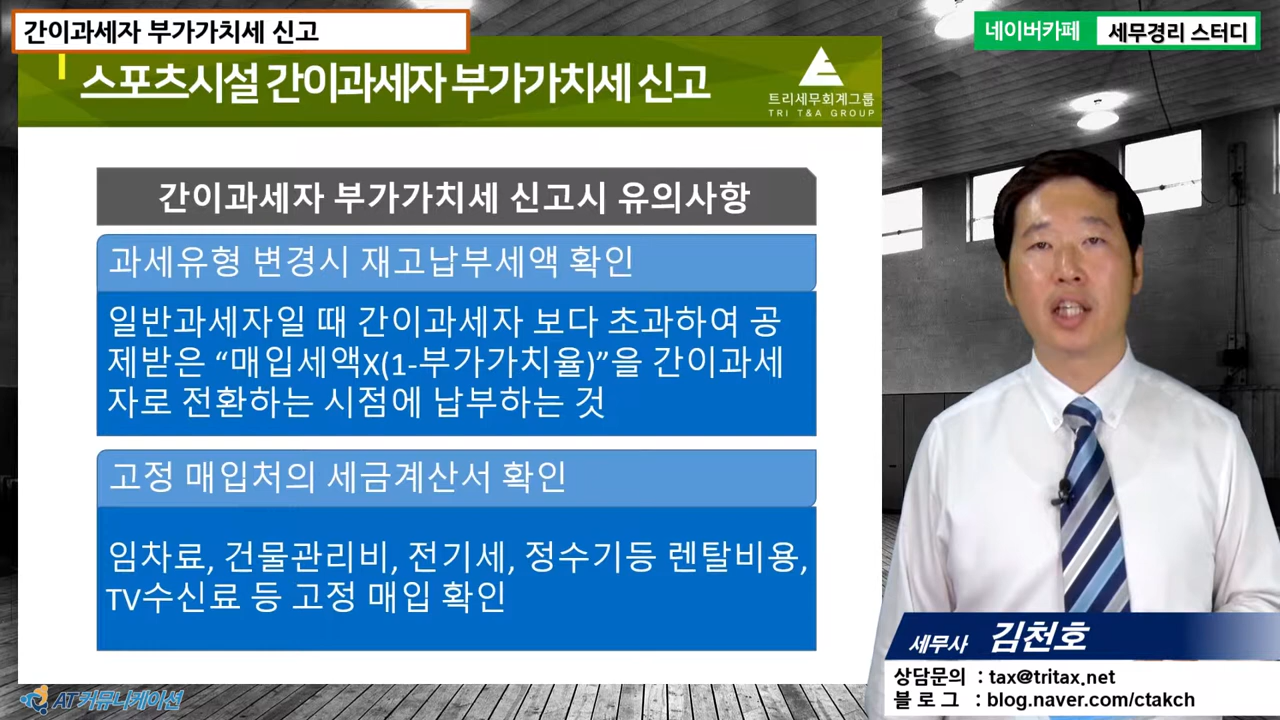 간이과세자 부가가치세 신고
네이버카페 세무경리 스터디
스포츠시설 간이과세자 부가가치세 신고
트리세무회계그룹
TRI T&A GROUP
간이과세자 부가가치세 신고시 유의사항
과세유형 변경시 재고납부세액 확인
일반과세자일 때 간이과세자 보다 초과하여 공
제받은 “매입세액X(1-부가가치율)”을 간이과세
자로 전환하는 시점에 납부하는 것
고정 매입처의 세금계산서 확인
임차료, 건물관리비, 전기세, 정수기등 렌탈비용,
TV수신료 등 고정 매입 확인
세무사 김천호
상담문의 : tax@tritax.net
블로그 : blog.naver.com/ctakch
AT커뮤니케이션